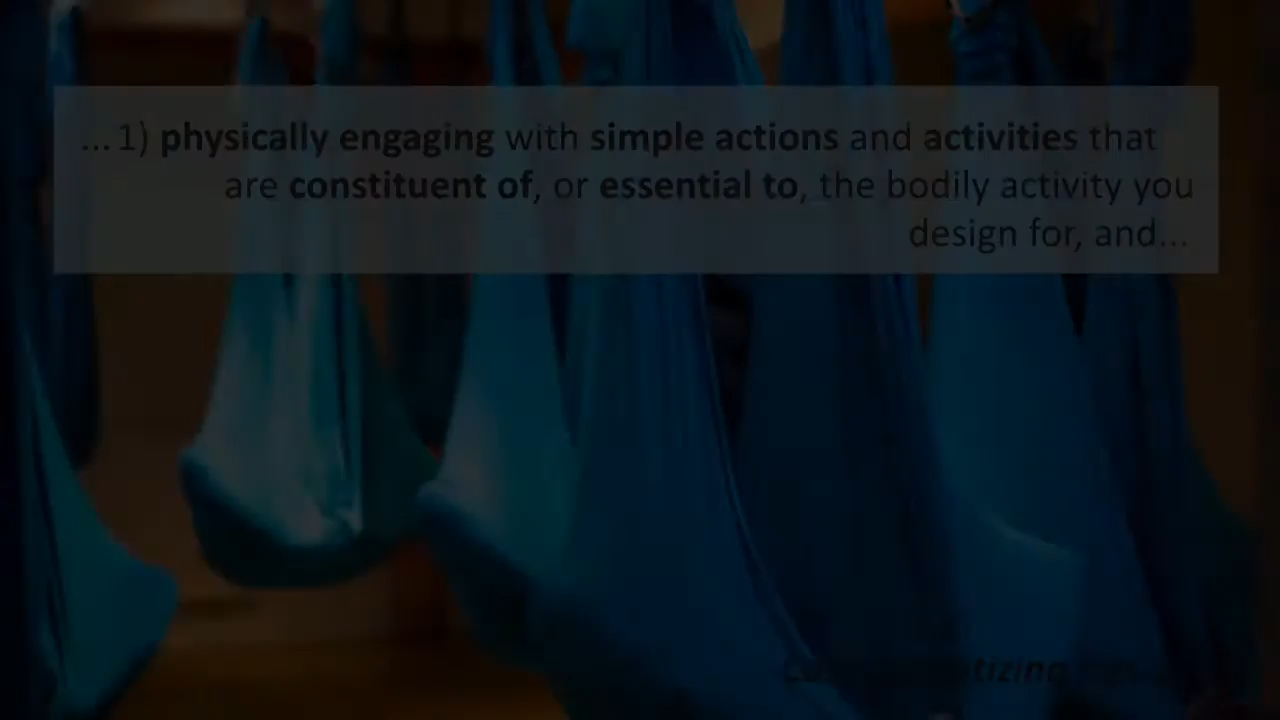 ... 1) physically engaging with simple actions and activities that
are constituent of, or essential to, the bodily activity you
design for, and...